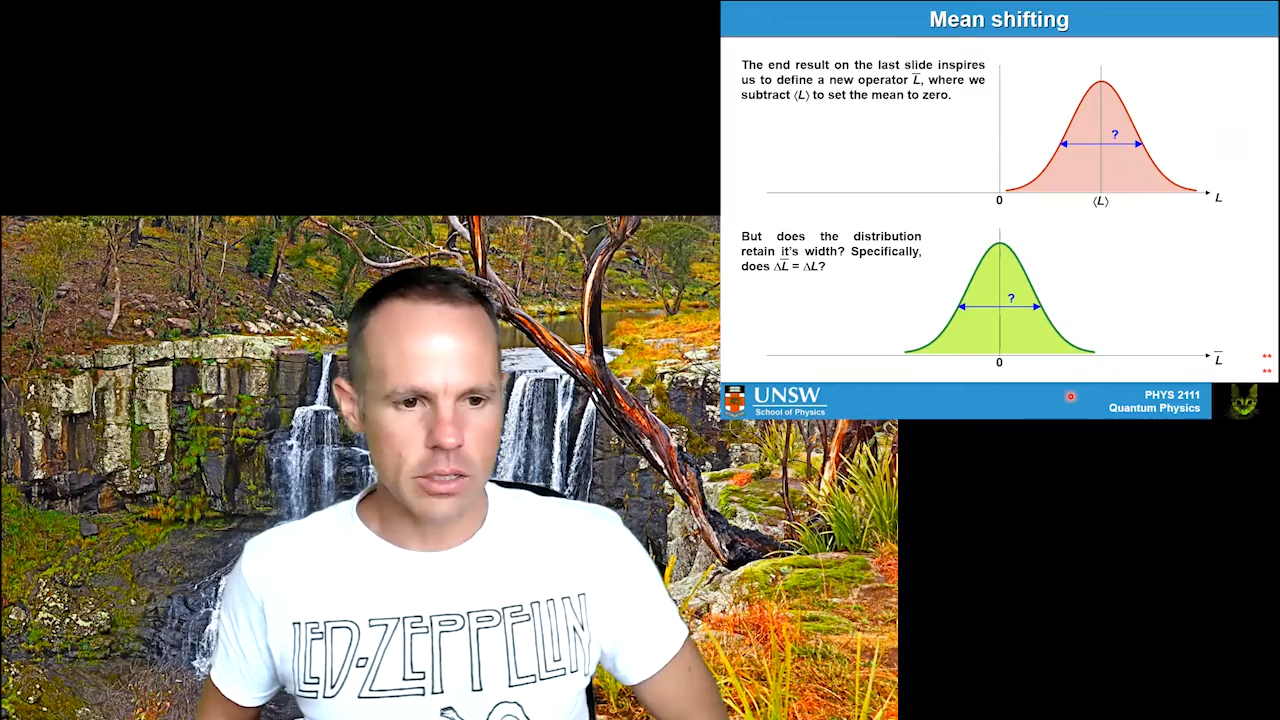 Mean shifting
The end result on the last slide inspires
us to define a new operator L̅, where we
subtract ⟨L⟩ to set the mean to zero.
?
0
⟨L⟩
L
But does the distribution
retain it's width? Specifically,
does ΔL̅ = ΔL?
?
0
L̅
**
**
UNSW
School of Physics
PHYS 2111
Quantum Physics
LED-ZEPPELIN